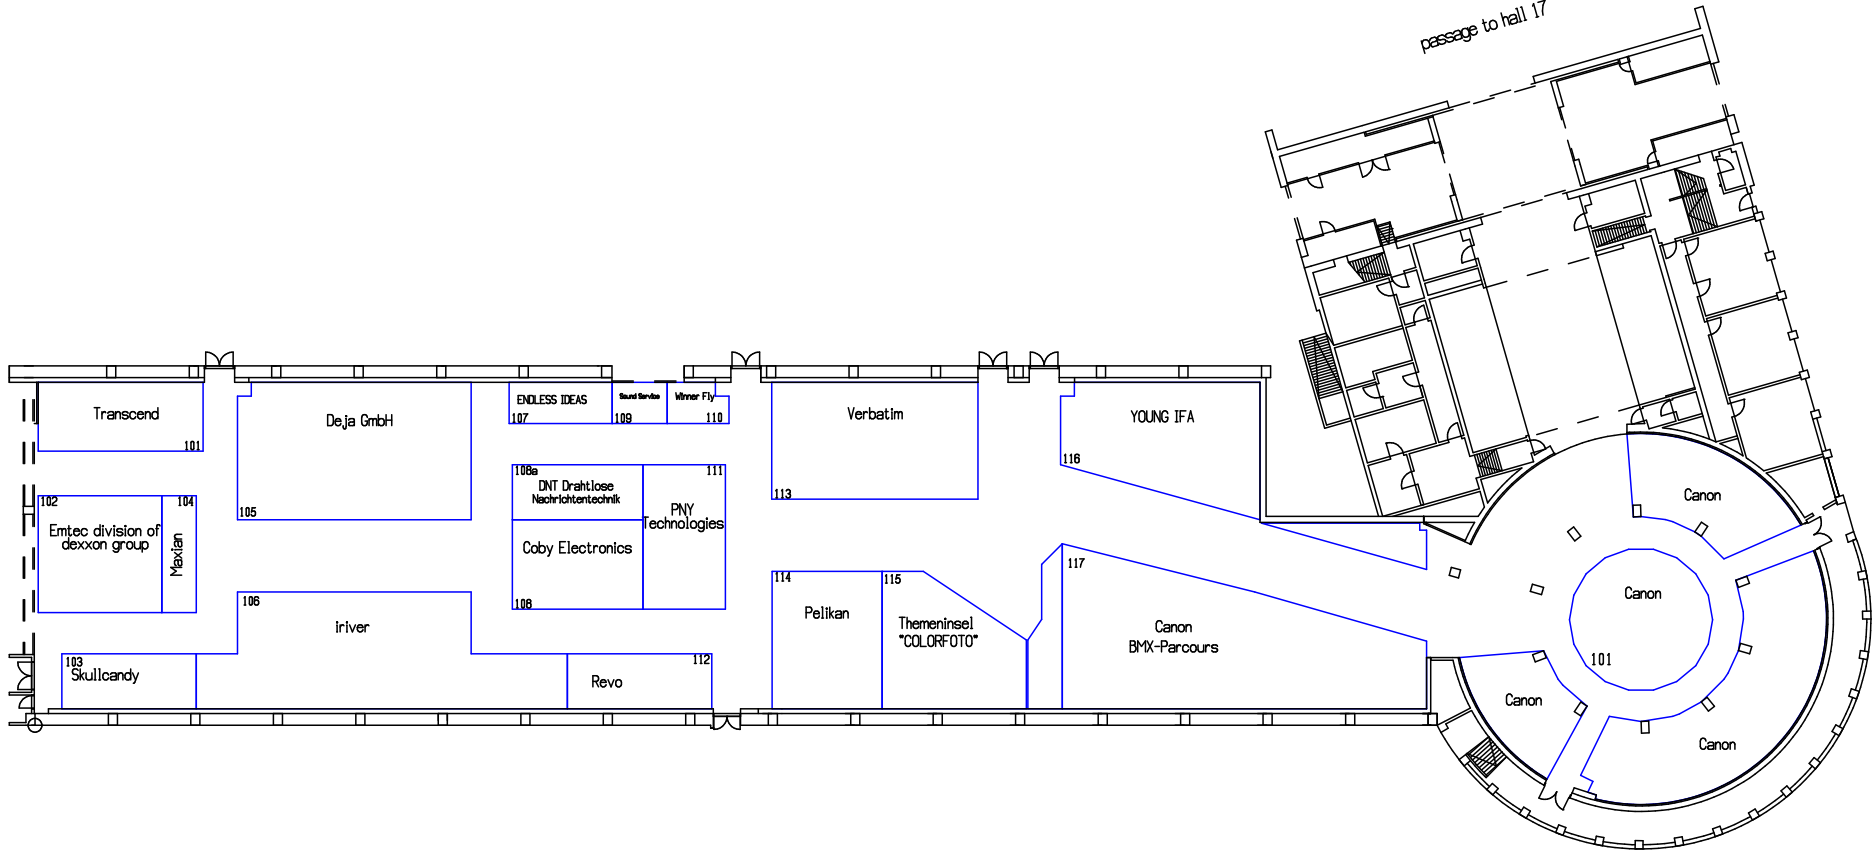 passage to hall 17
Transcend
101
Deja GmbH
105
ENDLESS IDEAS
107
Sound Service
109
Winner Fly
110
Verbatim
113
YOUNG IFA
116
102
104
Emtec division of
dexxon group
Maxian
108a
DNT Drahtlose
Nachrichtentechnik
111
PNY
Technologies
Coby Electronics
108
106
iriver
103
Skullcandy
112
Revo
114
Pelikan
115
Themeninsel
"COLORFOTO"
117
Canon
BMX-Parcours
Canon
Canon
101
Canon
Canon